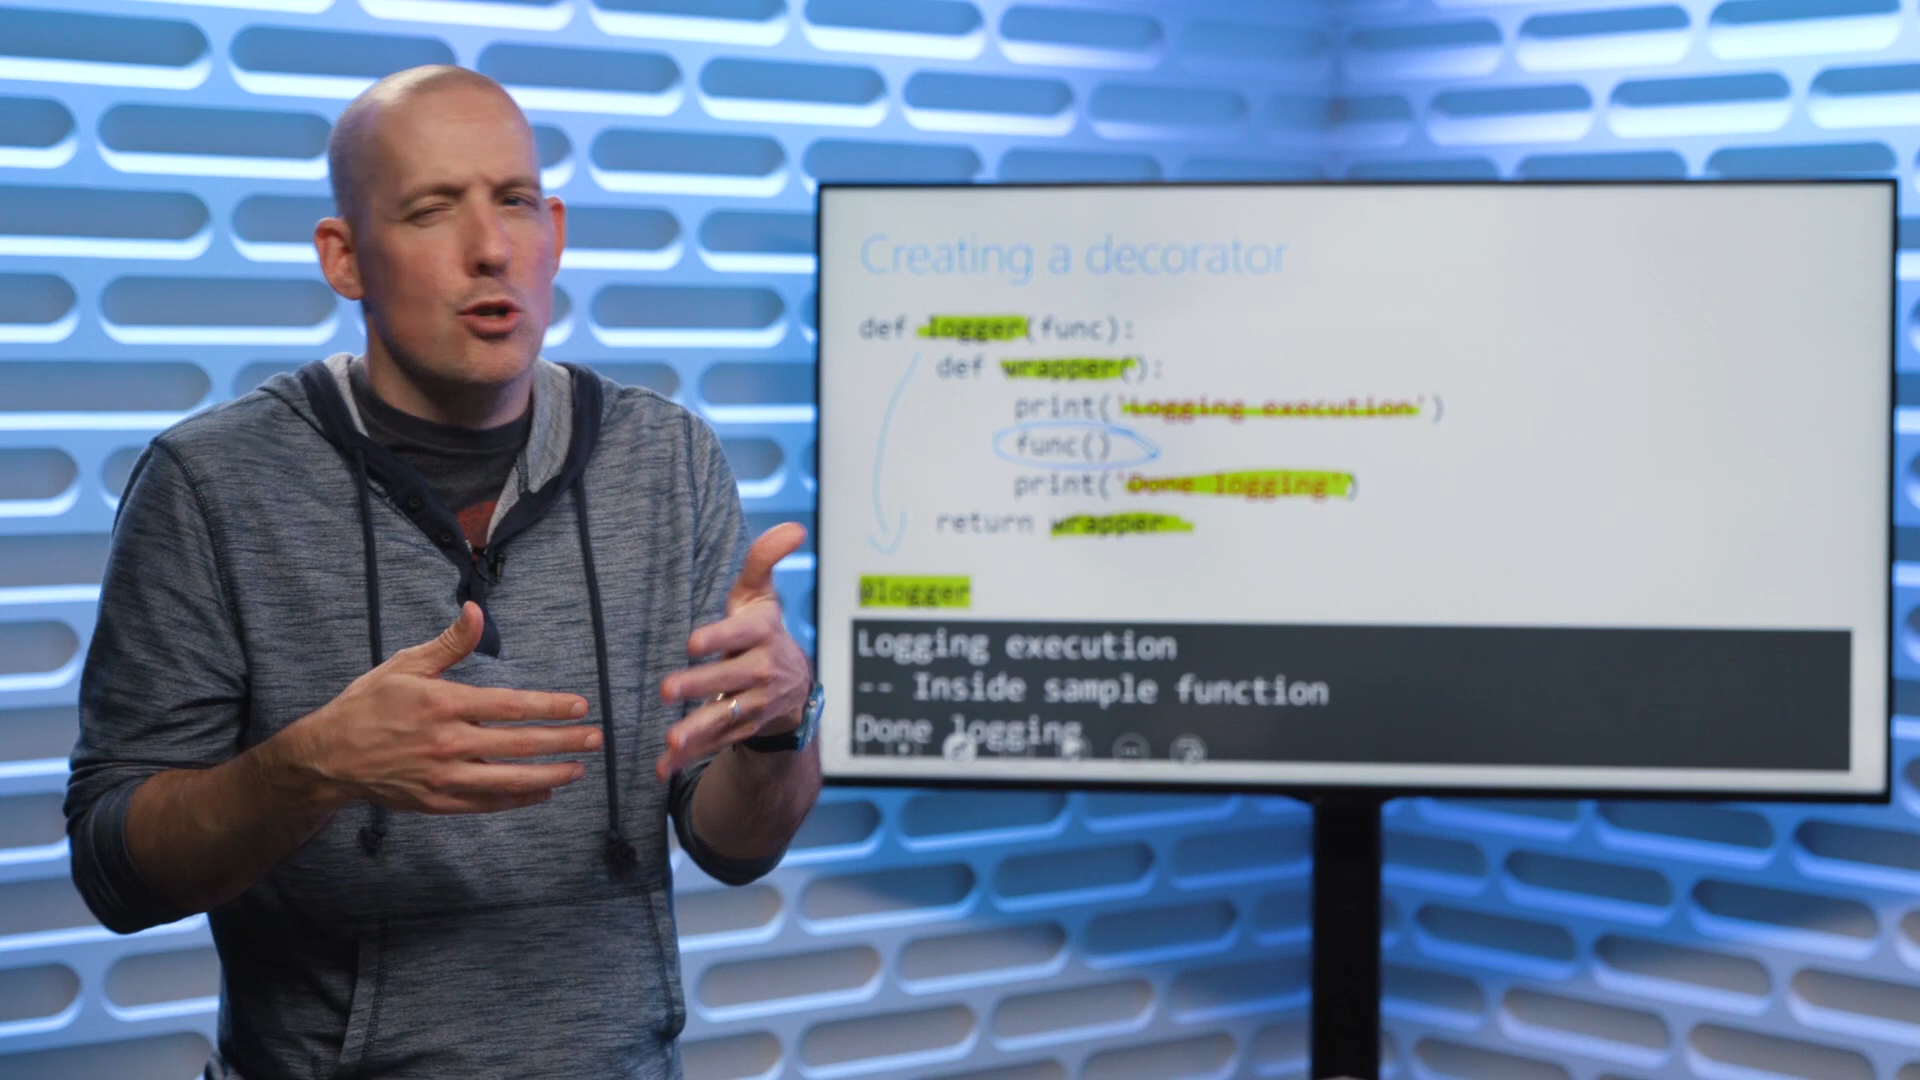 Creating a decorator
def logger(func):
def wrapper():
print('Logging execution')
func()
print('Done logging')
return wrapper
@logger
Logging execution
-- Inside sample function
Done logging